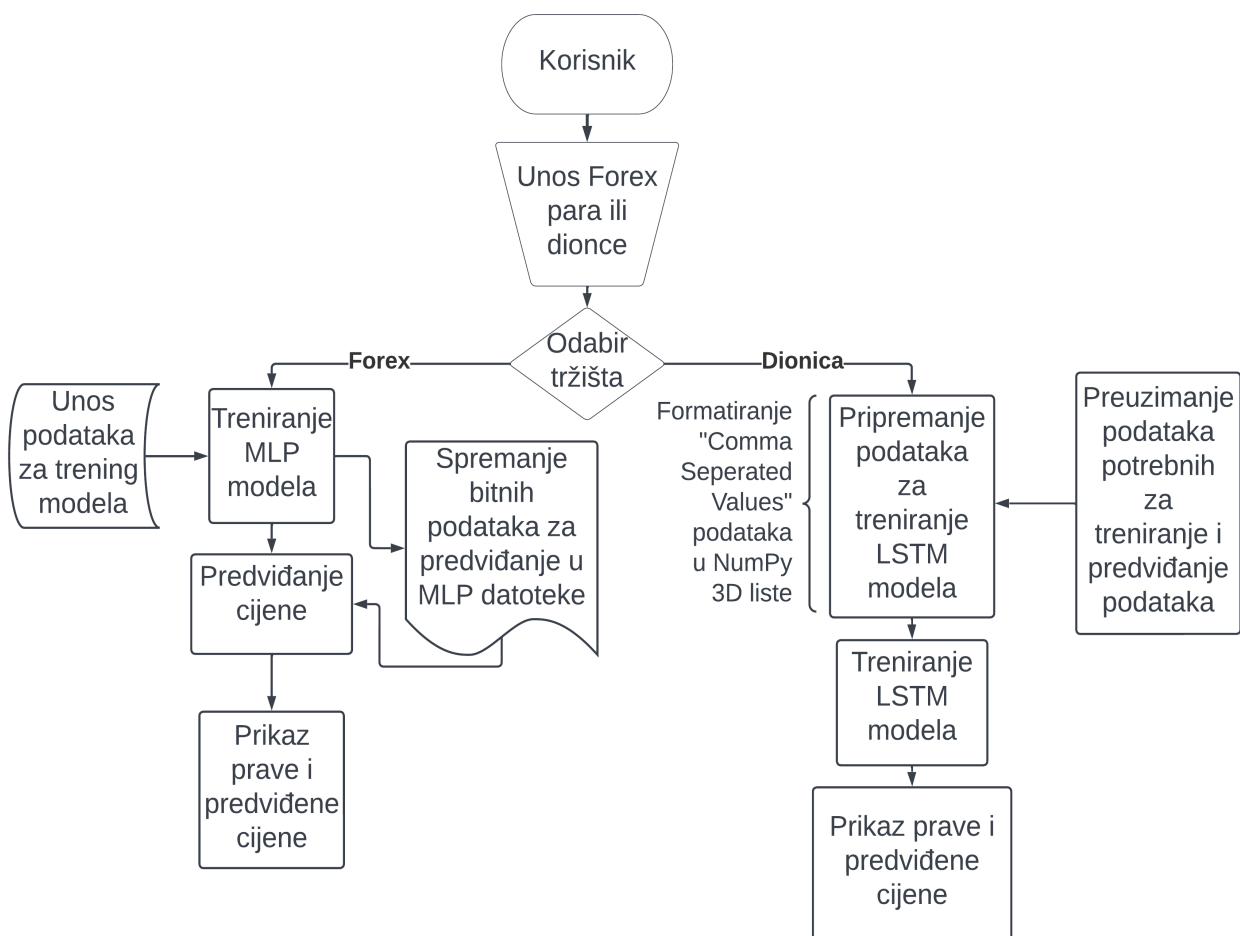 Korisnik
Unos Forex
para ili
dionce
Odabir
tržišta
Forex
Dionica
Unos
podataka
za trening
modela
Treniranje
MLP
modela
Spremanje
bitnih
podataka za
predviđanje u
MLP datoteke
Predviđanje
cijene
Prikaz
prave i
predviđene
cijene
Formatiranje
"Comma
Seperated
Values"
podataka
u NumPy
3D liste
Pripremanje
podataka
za
treniranje
LSTM
modela
Preuzimanje
podataka
potrebnih
za
treniranje i
predviđanje
podataka
Treniranje
LSTM
modela
Prikaz prave i
predviđene
cijene